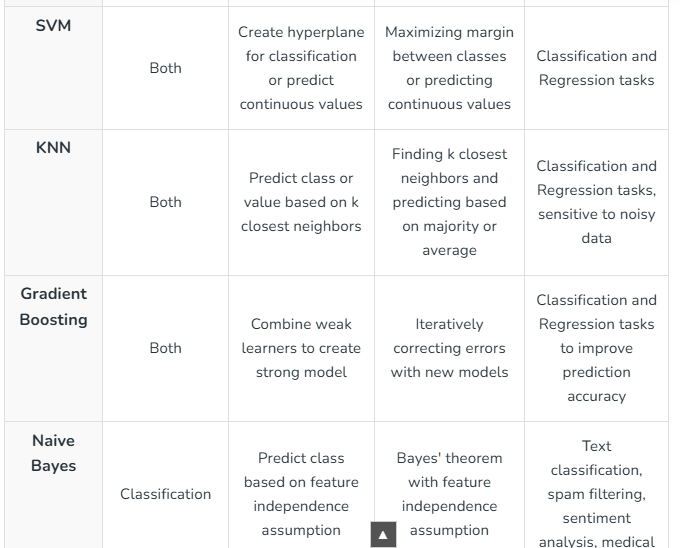 SVM
Both
Create hyperplane
for classification
or predict
continuous values
Maximizing margin
between classes
or predicting
continuous values
Classification and
Regression tasks
KNN
Both
Predict class or
value based on k
closest neighbors
Finding k closest
neighbors and
predicting based
on majority or
average
Classification and
Regression tasks,
sensitive to noisy
data
Gradient
Boosting
Both
Combine weak
learners to create
strong model
Iteratively
correcting errors
with new models
Classification and
Regression tasks
to improve
prediction
accuracy
Naive
Bayes
Classification
Predict class
based on feature
independence
assumption
Bayes' theorem
with feature
independence
assumption
Text
classification,
spam filtering,
sentiment
analysis, medical